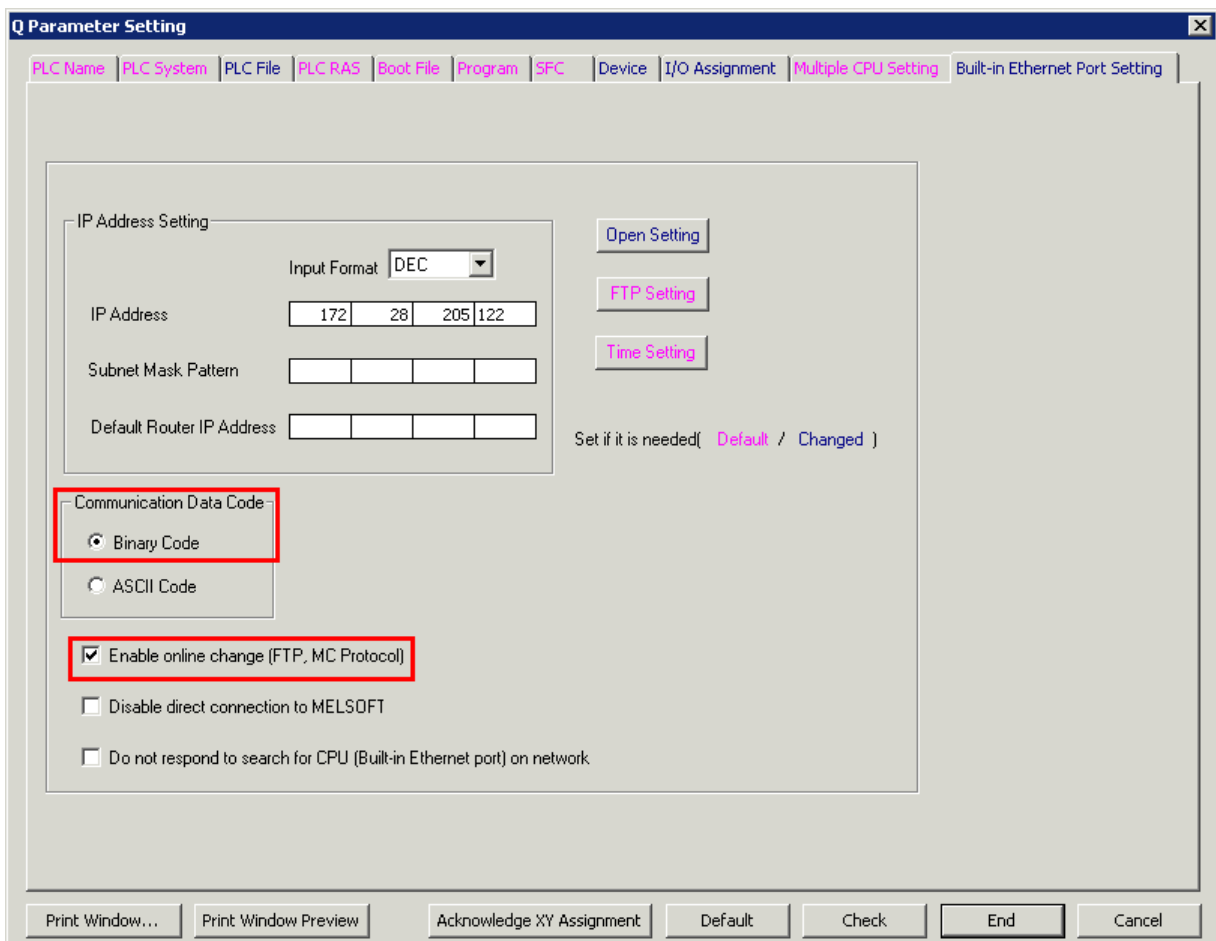 Q Parameter Setting
PLC Name PLC System PLC File PLC RAS Boot File Program SFC Device I/O Assignment Multiple CPU Setting Built-in Ethernet Port Setting
IP Address Setting
Input Format DEC
IP Address 172 28 205 122
Subnet Mask Pattern
Default Router IP Address
Open Setting
FTP Setting
Time Setting
Set if it is needed( Default / Changed )
Communication Data Code
Binary Code
ASCII Code
Enable online change (FTP, MC Protocol)
Disable direct connection to MELSOFT
Do not respond to search for CPU (Built-in Ethernet port) on network
Print Window... Print Window Preview Acknowledge XY Assignment Default Check End Cancel